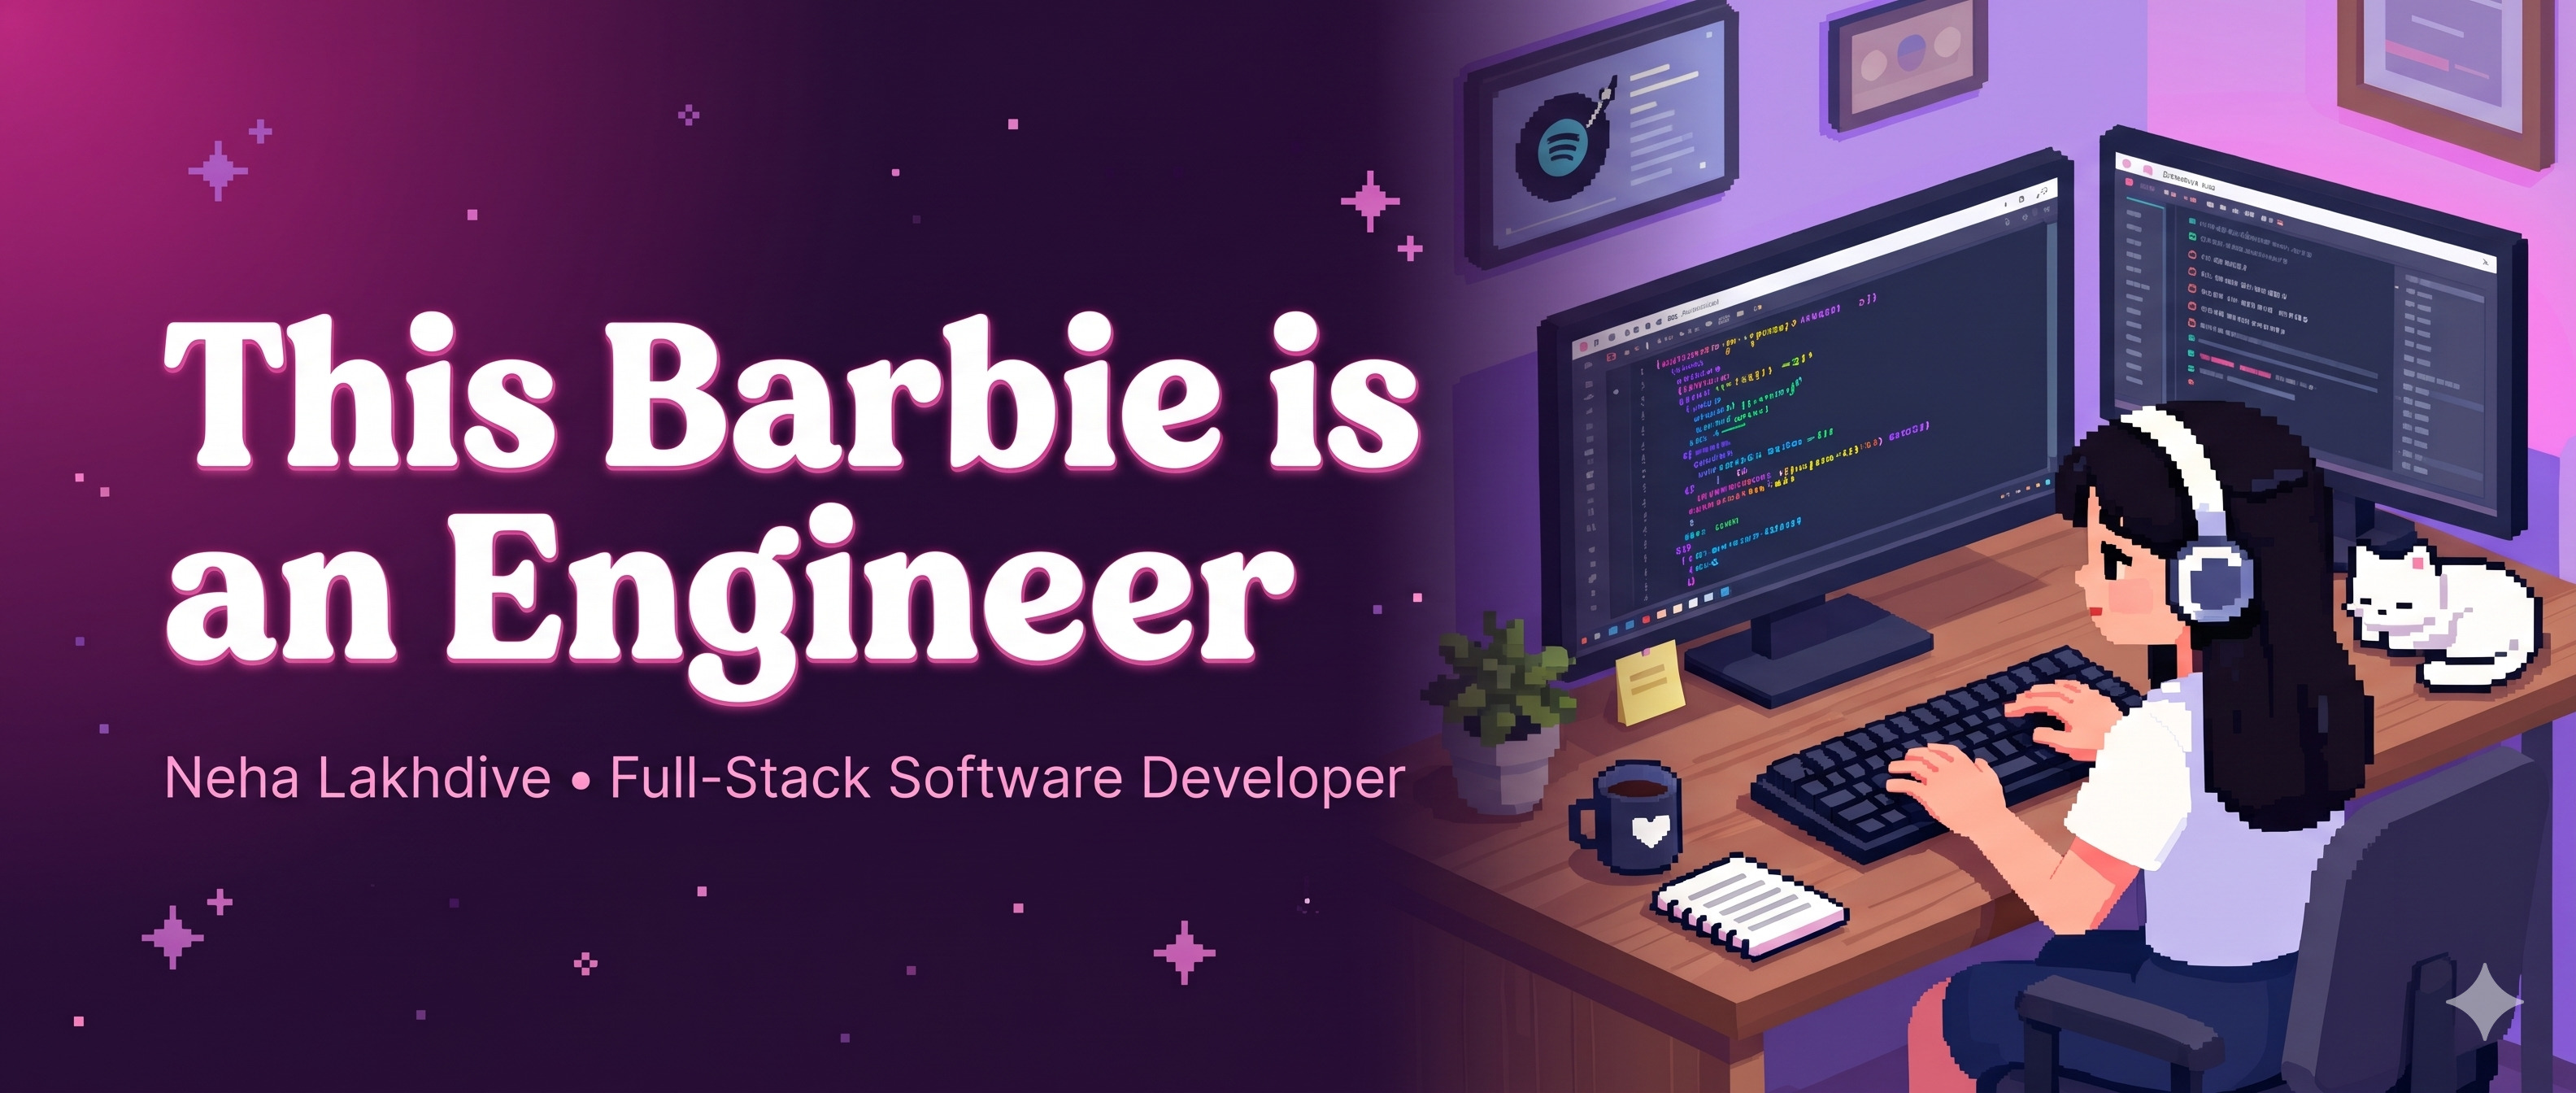 This Barbie is
an Engineer
Neha Lakhdive • Full-Stack Software Developer